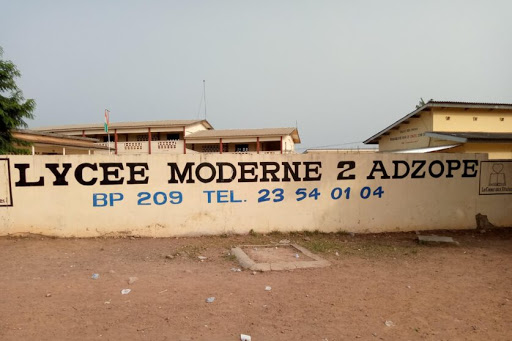 LYCEE MODERNE 2 ADZOPE
BP 209 TEL. 23 54 01 04